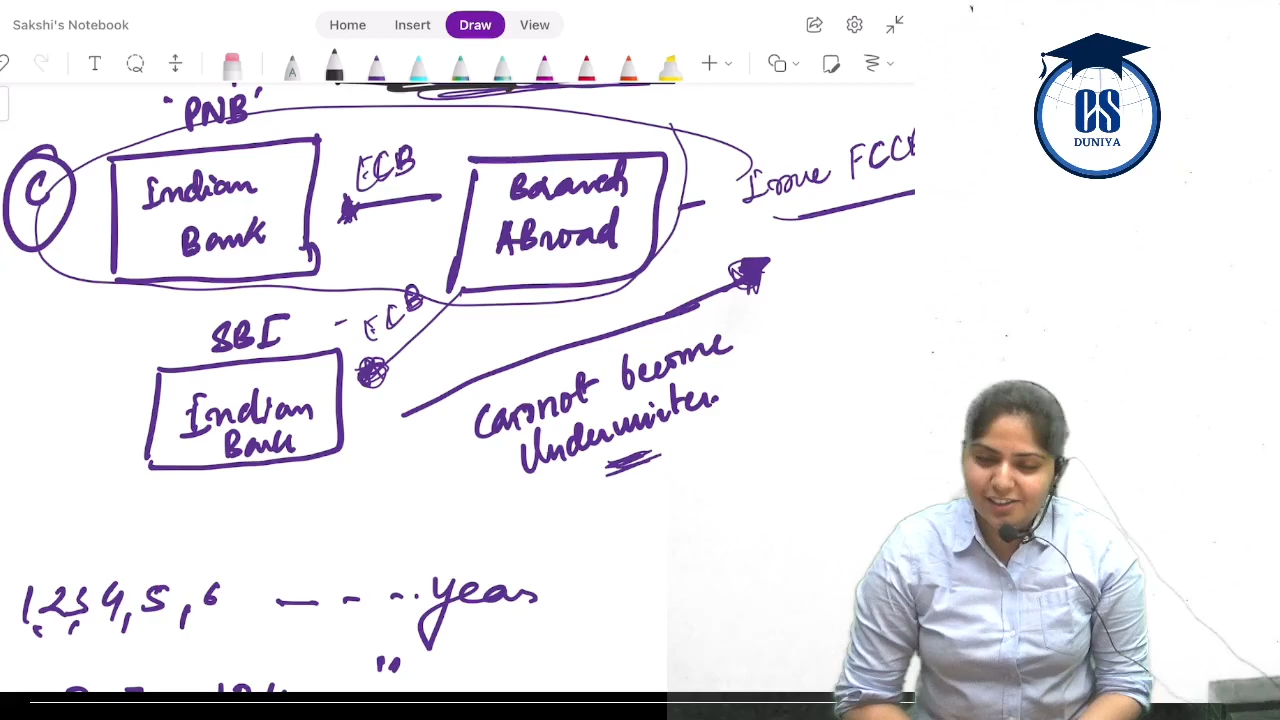 Sakshi's Notebook
Home Insert Draw View
T
A
CS
DUNIYA
'PNB'
C
Indian
Bank
ECB
Branch
Abroad
Issue FCC
ECB
SBI
Indian
Bank
Cannot become
Underwriter.
1 2 3 4, 5, 6 — - - .. years
"